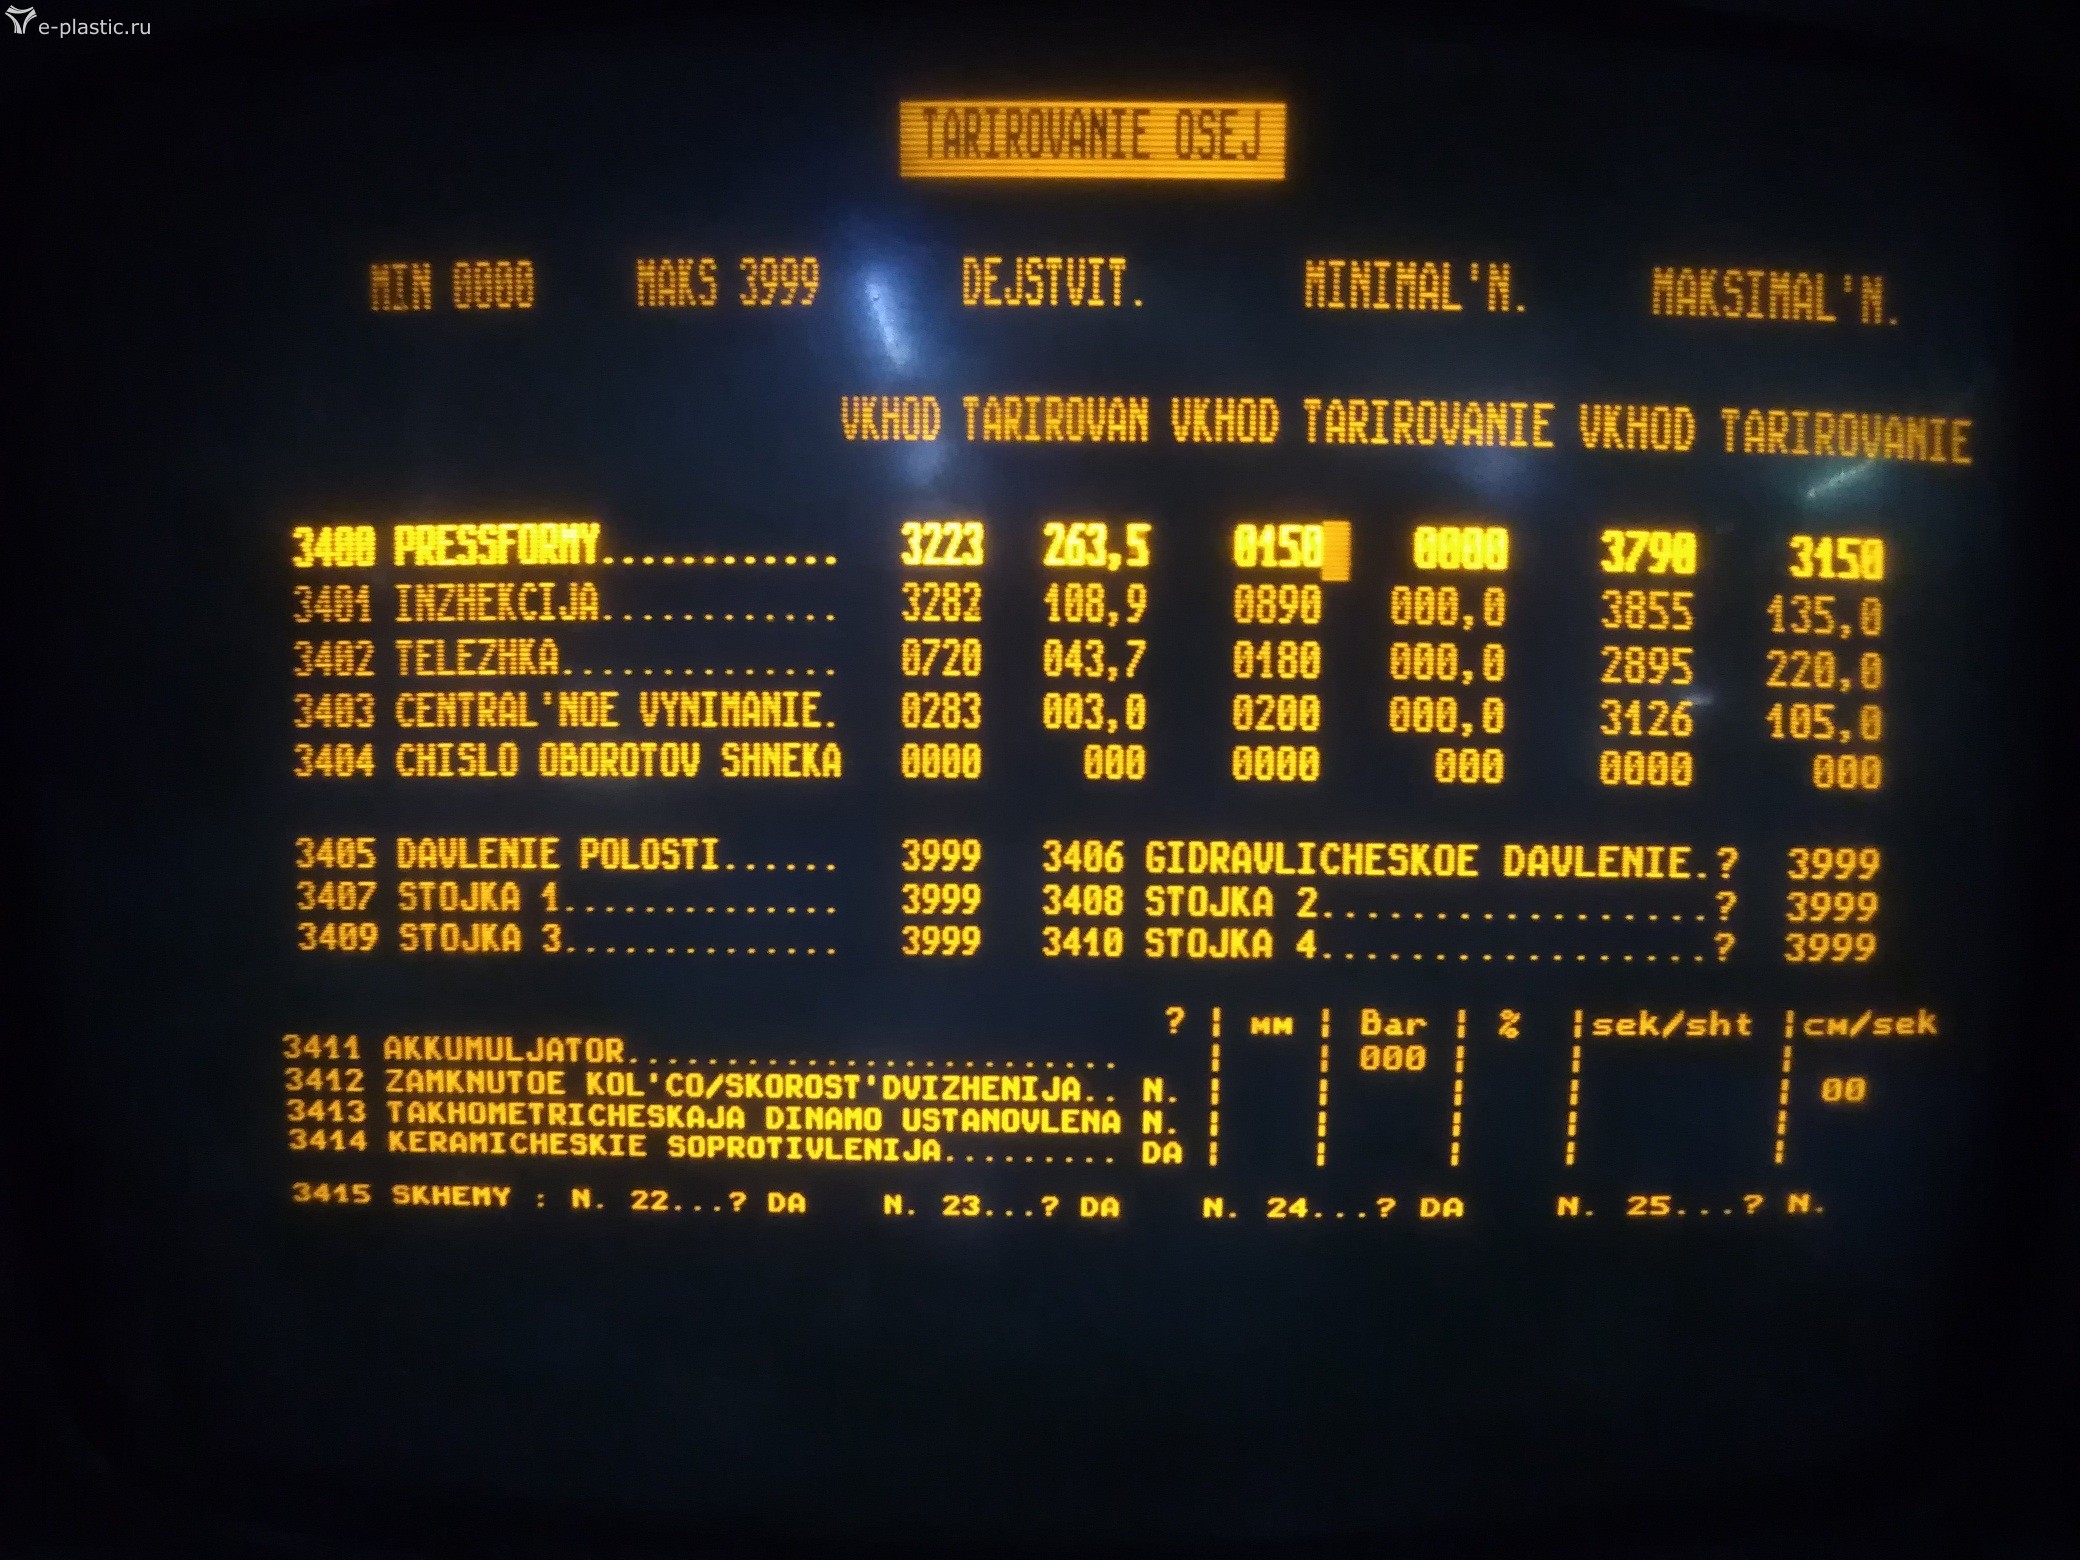 e-plastic.ru
TARIROVANIE OSEJ
MIN 0000 MAKS 3999 DEJSTVIT. MINIMAL'N. MAKSIMAL'N.
VKHOD TARIROVAN VKHOD TARIROVANIE VKHOD TARIROVANIE
3400 PRESSFORMY............ 3223 263,5 0150 0000 3790 3150
3401 INZHEKCIJA............ 3282 108,9 0890 000,0 3855 135,0
3402 TELEZHKA.............. 0720 043,7 0180 000,0 2895 220,0
3403 CENTRAL'NOE VYNIMANIE. 0283 003,0 0200 000,0 3126 105,0
3404 CHISLO OBOROTOV SHNEKA 0000 000 0000 000 0000 000
3405 DAVLENIE POLOSTI...... 3999 3406 GIDRAVLICHESKOE DAVLENIE.? 3999
3407 STOJKA 1.............. 3999 3408 STOJKA 2...................? 3999
3409 STOJKA 3.............. 3999 3410 STOJKA 4...................? 3999
? | мм | Bar | % |sek/sht |см/sek
3411 AKKUMULJATOR........................ | | 000 | | |
3412 ZAMKNUTOE KOL'CO/SKOROST'DVIZHENIJA.. N. | | | | | 00
3413 TAKHOMETRICHESKAJA DINAMO USTANOVLENA N. | | | | |
3414 KERAMICHESKIE SOPROTIVLENIJA......... DA | | | | |
3415 SKHEMY : N. 22...? DA N. 23...? DA N. 24...? DA N. 25...? N.